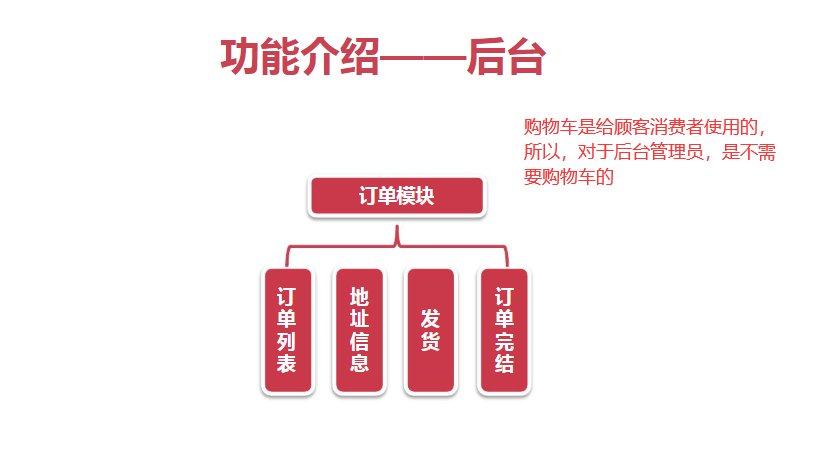 功能介绍——后台
购物车是给顾客消费者使用的，
所以，对于后台管理员，是不需
要购物车的
订单模块
订单列表
地址信息
发货
订单完结